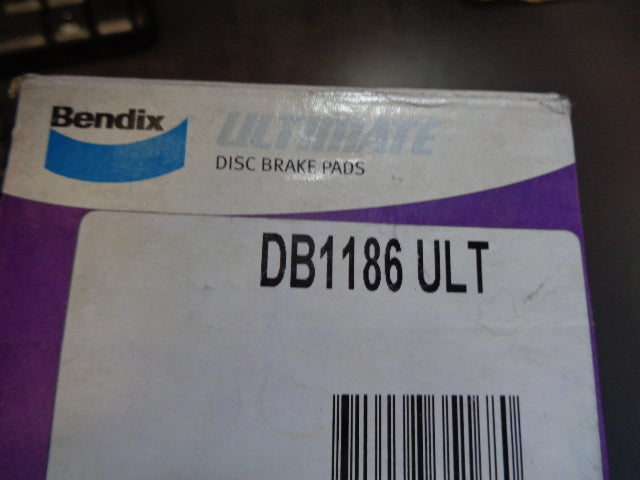 Bendix
ULTIMATE
DISC BRAKE PADS
DB1186 ULT